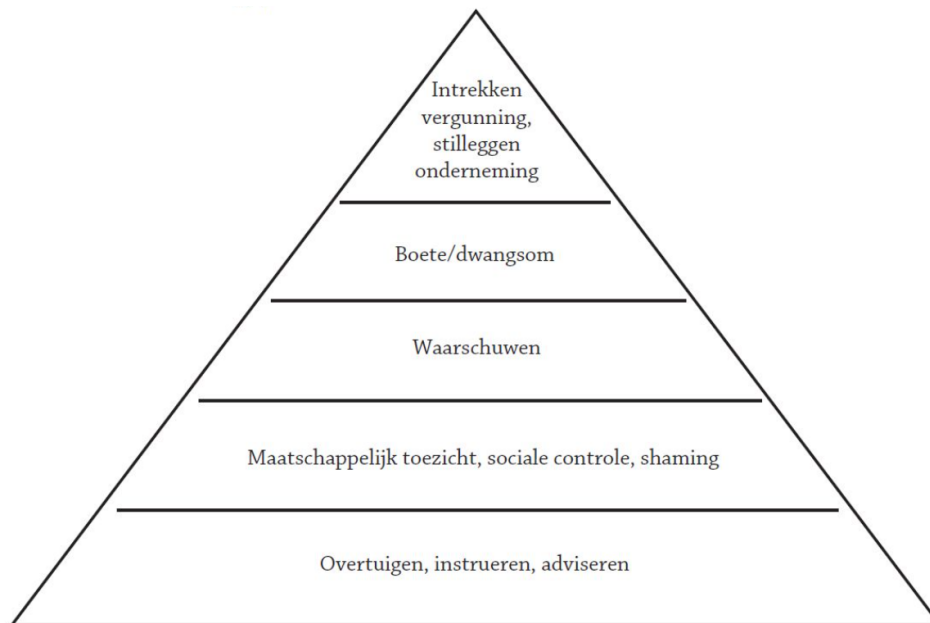 Intrekken
vergunning,
stilleggen
onderneming
Boete/dwangsom
Waarschuwen
Maatschappelijk toezicht, sociale controle, shaming
Overtuigen, instrueren, adviseren